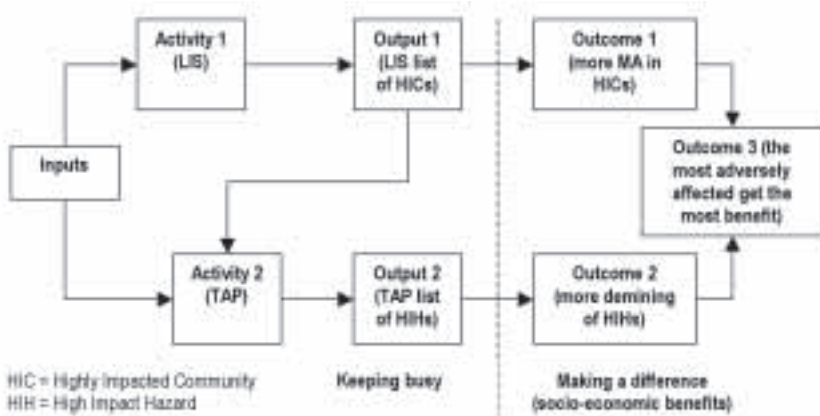 Activity 1
(LIS)
Output 1
(LIS list
of HICs)
Outcome 1
(more MA in
HICs)
Inputs
Outcome 3 (the
most adversely
affected get the
most benefit)
Activity 2
(TAP)
Output 2
(TAP list
of HIHs)
Outcome 2
(more demining
of HIHs)
HIC = Highly Impacted Community
HIH = High Impact Hazard
Keeping busy
Making a difference
(socio-economic benefits)